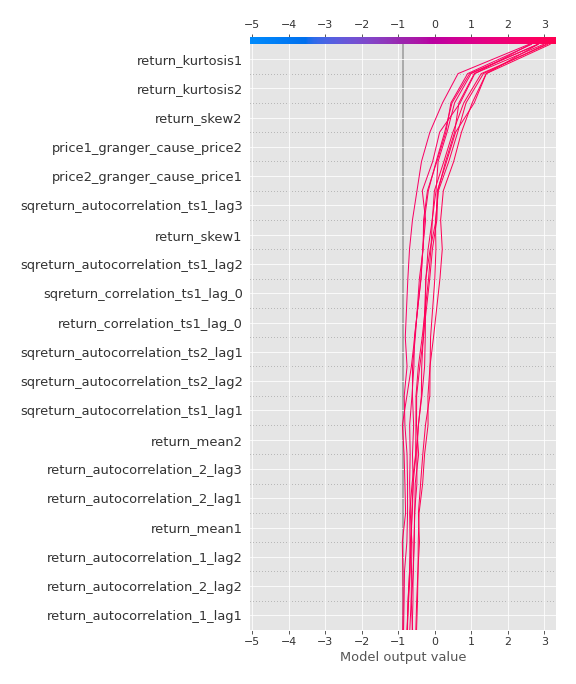 −5 −4 −3 −2 −1 0 1 2 3
return_kurtosis1
return_kurtosis2
return_skew2
price1_granger_cause_price2
price2_granger_cause_price1
sqreturn_autocorrelation_ts1_lag3
return_skew1
sqreturn_autocorrelation_ts1_lag2
sqreturn_correlation_ts1_lag_0
return_correlation_ts1_lag_0
sqreturn_autocorrelation_ts2_lag1
sqreturn_autocorrelation_ts2_lag2
sqreturn_autocorrelation_ts1_lag1
return_mean2
return_autocorrelation_2_lag3
return_autocorrelation_2_lag1
return_mean1
return_autocorrelation_1_lag2
return_autocorrelation_2_lag2
return_autocorrelation_1_lag1
−5 −4 −3 −2 −1 0 1 2 3
Model output value